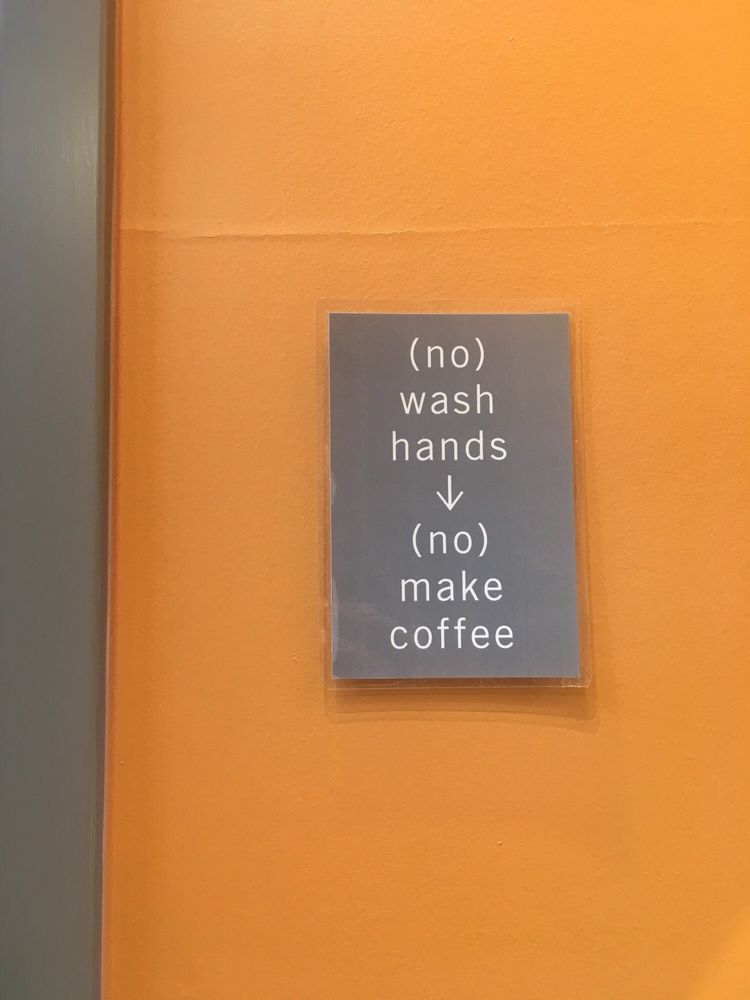 (no)
wash
hands
↓
(no)
make
coffee